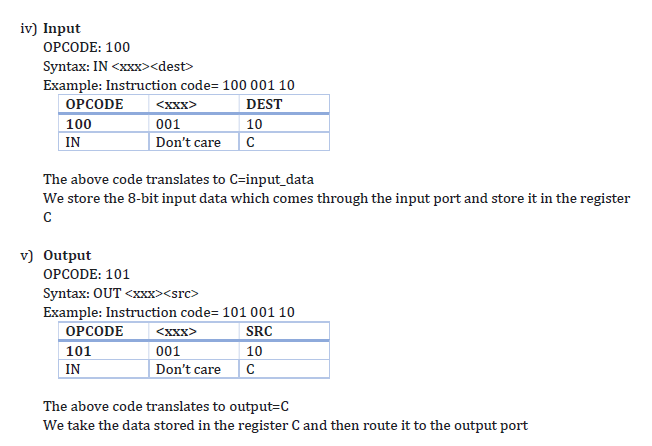 iv) Input
OPCODE: 100
Syntax: IN <xxx><dest>
Example: Instruction code= 100 001 10
OPCODE <xxx> DEST
100 001 10
IN Don't care C
The above code translates to C=input_data
We store the 8-bit input data which comes through the input port and store it in the register
C
v) Output
OPCODE: 101
Syntax: OUT <xxx><src>
Example: Instruction code= 101 001 10
OPCODE <xxx> SRC
101 001 10
IN Don't care C
The above code translates to output=C
We take the data stored in the register C and then route it to the output port